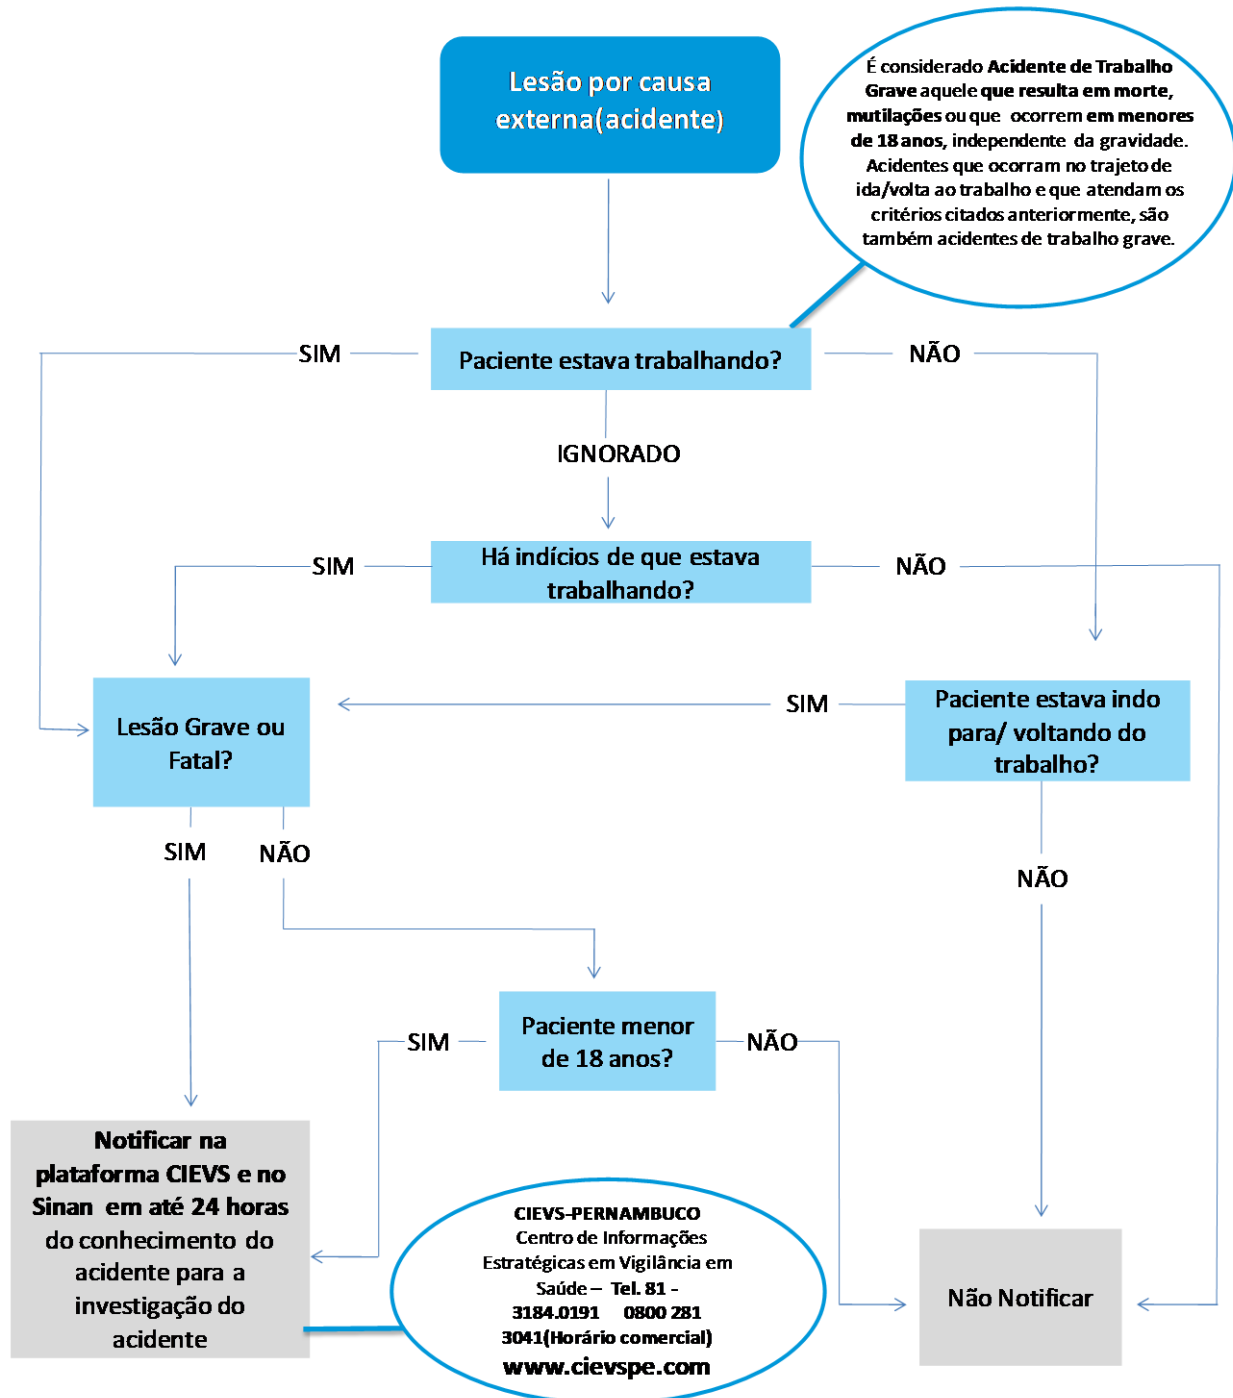 Lesão por causa
externa(acidente)
É considerado Acidente de Trabalho
Grave aquele que resulta em morte,
mutilações ou que ocorrem em menores
de 18 anos, independente da gravidade.
Acidentes que ocorram no trajeto de
ida/volta ao trabalho e que atendam os
critérios citados anteriormente, são
também acidentes de trabalho grave.
SIM
Paciente estava trabalhando?
NÃO
IGNORADO
SIM
Há indícios de que estava
trabalhando?
NÃO
Lesão Grave ou
Fatal?
SIM
Paciente estava indo
para/ voltando do
trabalho?
SIM
NÃO
NÃO
SIM
Paciente menor
de 18 anos?
NÃO
Notificar na
plataforma CIEVS e no
Sinan em até 24 horas
do conhecimento do
acidente para a
investigação do
acidente
CIEVS-PERNAMBUCO
Centro de Informações
Estratégicas em Vigilância em
Saúde – Tel. 81 -
3184.0191 0800 281
3041(Horário comercial)
www.cievspe.com
Não Notificar